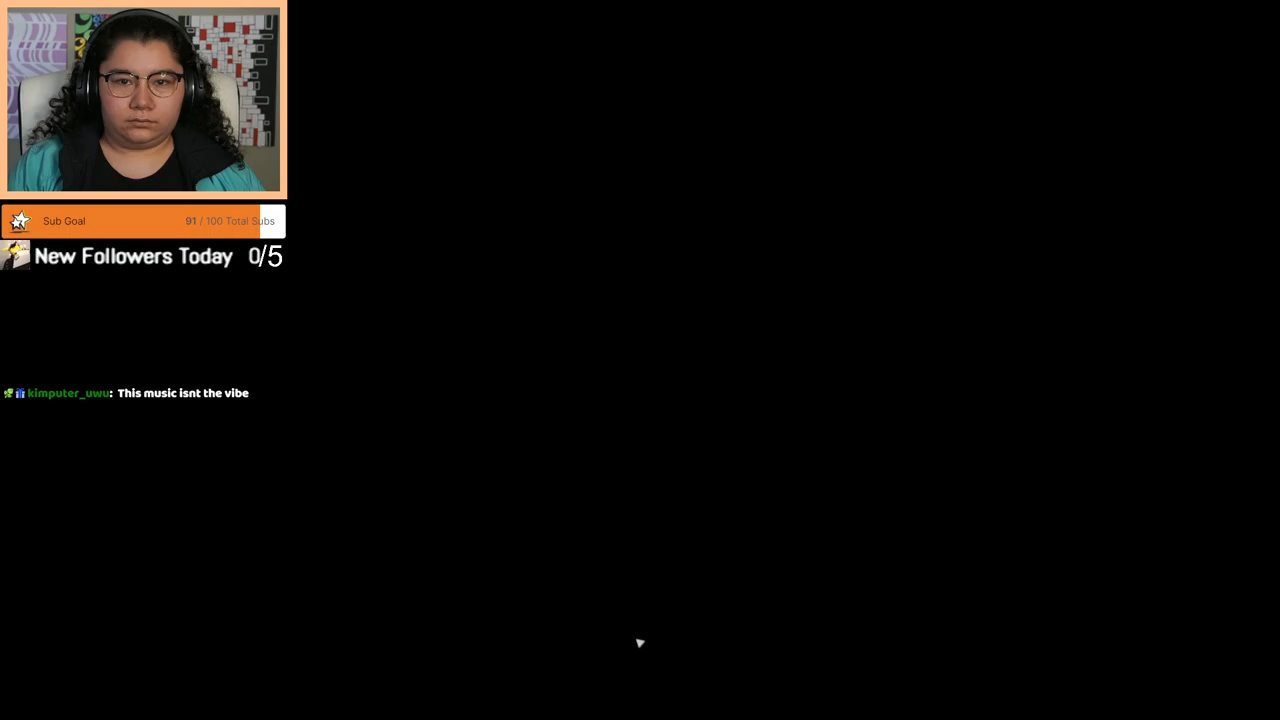 Sub Goal 91 / 100 Total Subs
New Followers Today 0/5
kimputer_uwu: This music isnt the vibe